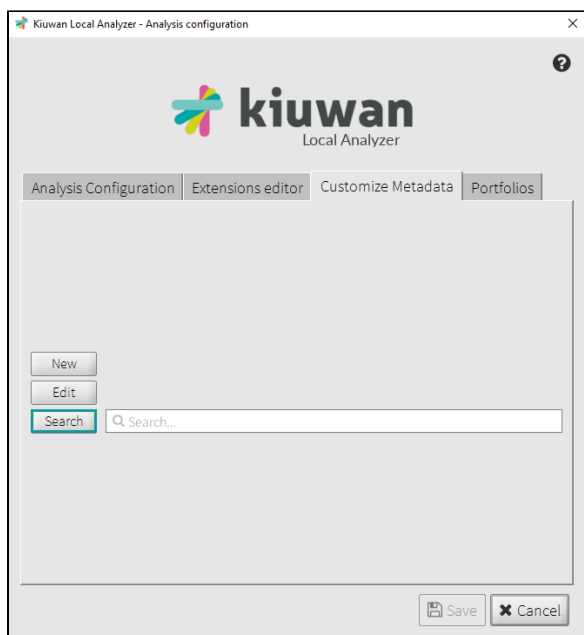 Kiuwan Local Analyzer - Analysis configuration
kiuwan
Local Analyzer
Analysis Configuration Extensions editor Customize Metadata Portfolios
New
Edit
Search Search...
Save Cancel